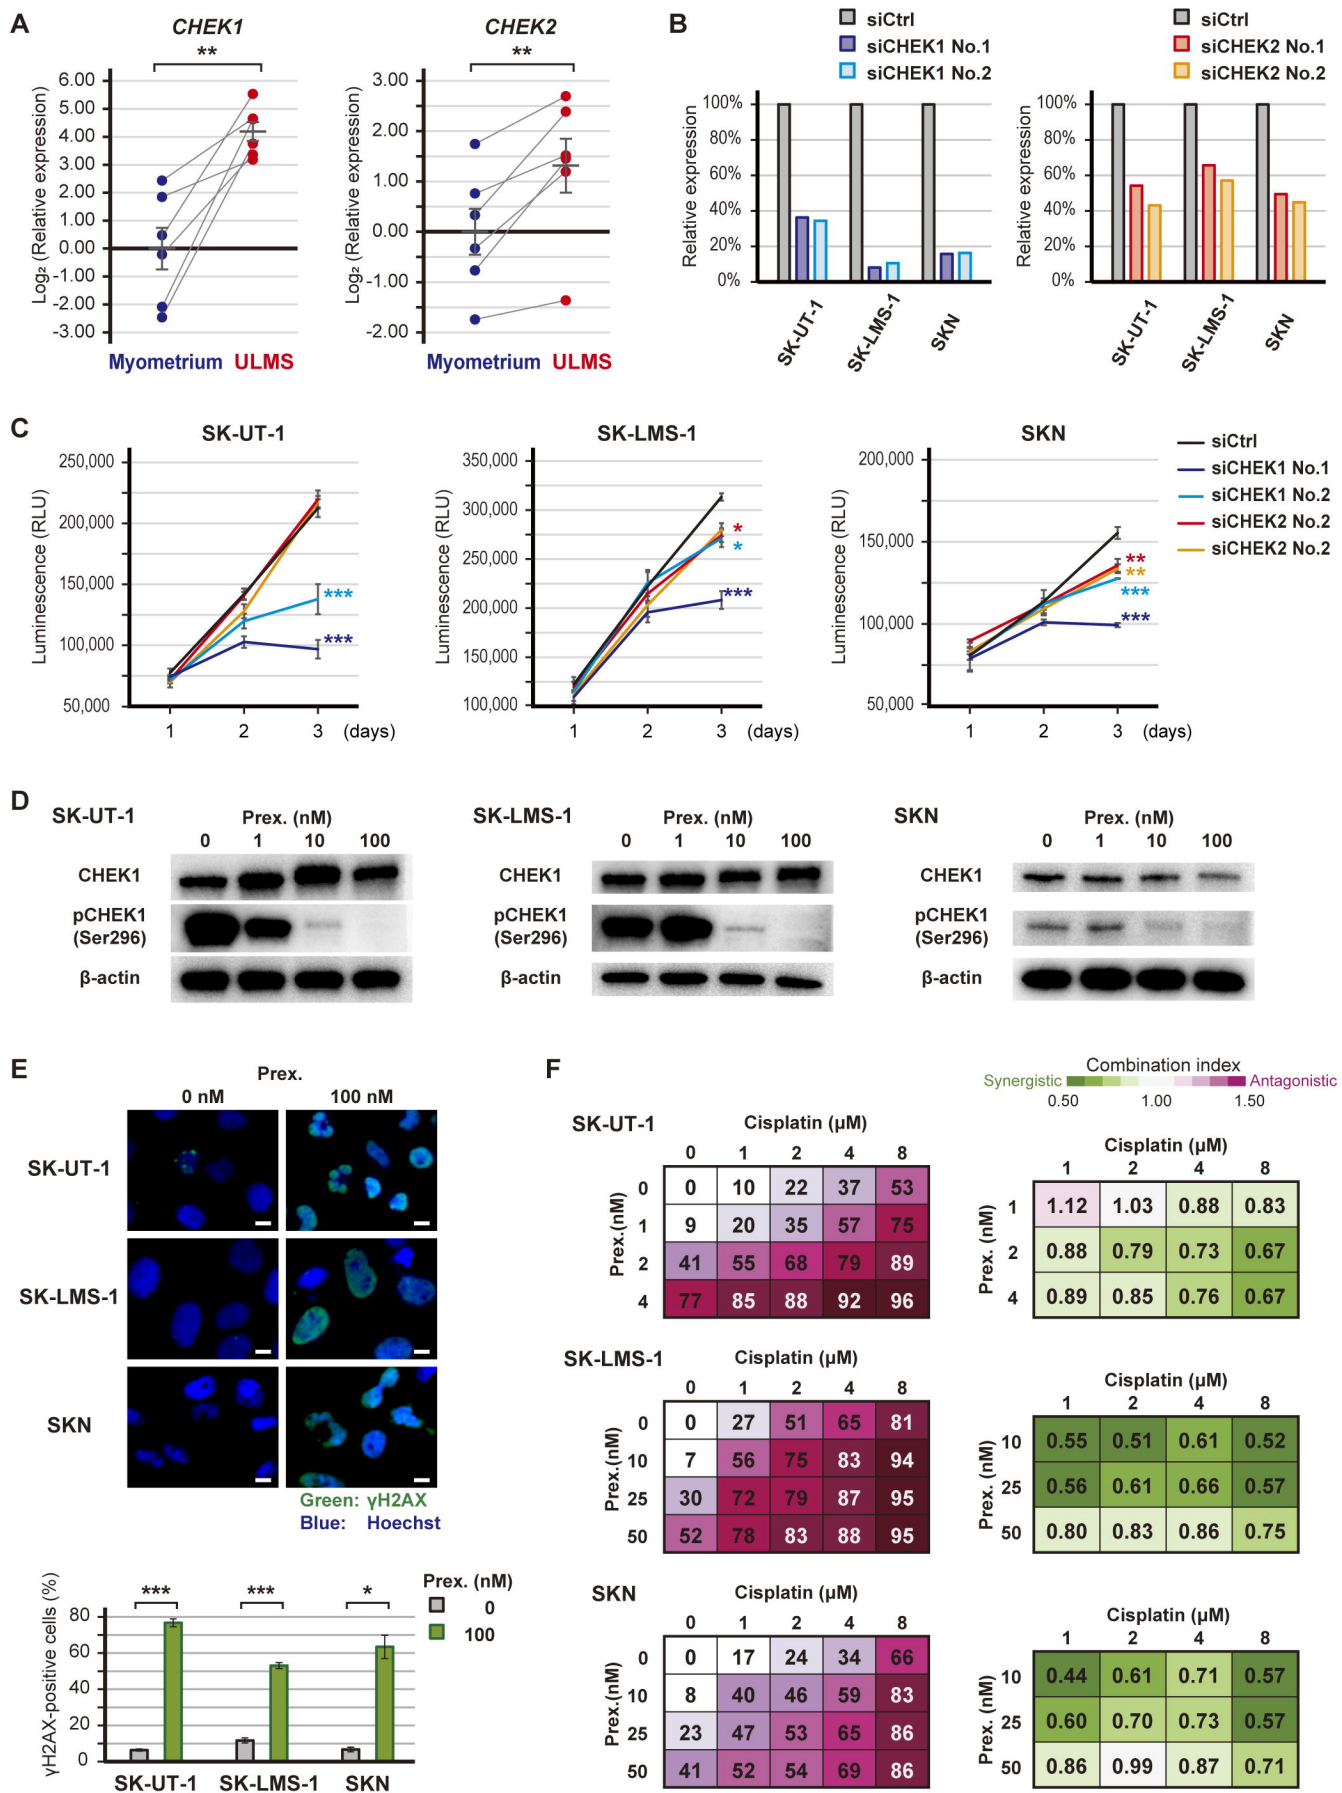 A
CHEK1
**
Log₂ (Relative expression)
6.00
5.00
4.00
3.00
2.00
1.00
0.00
-1.00
-2.00
-3.00
Myometrium ULMS
CHEK2
**
Log₂ (Relative expression)
3.00
2.00
1.00
0.00
-1.00
-2.00
Myometrium ULMS
B
siCtrl
siCHEK1 No.1
siCHEK1 No.2
Relative expression
100%
80%
60%
40%
20%
0%
SK-UT-1
SK-LMS-1
SKN
siCtrl
siCHEK2 No.1
siCHEK2 No.2
Relative expression
100%
80%
60%
40%
20%
0%
SK-UT-1
SK-LMS-1
SKN
C
SK-UT-1
Luminescence (RLU)
250,000
200,000
150,000
100,000
50,000
***
***
1 2 3 (days)
SK-LMS-1
Luminescence (RLU)
350,000
300,000
250,000
200,000
150,000
100,000
*
*
***
1 2 3 (days)
SKN
Luminescence (RLU)
200,000
150,000
100,000
50,000
**
**
***
***
1 2 3 (days)
siCtrl
siCHEK1 No.1
siCHEK1 No.2
siCHEK2 No.2
siCHEK2 No.2
D
SK-UT-1
Prex. (nM)
0 1 10 100
CHEK1
pCHEK1
(Ser296)
β-actin
SK-LMS-1
Prex. (nM)
0 1 10 100
CHEK1
pCHEK1
(Ser296)
β-actin
SKN
Prex. (nM)
0 1 10 100
CHEK1
pCHEK1
(Ser296)
β-actin
E
Prex.
0 nM 100 nM
SK-UT-1
SK-LMS-1
SKN
Green: γH2AX
Blue: Hoechst
γH2AX-positive cells (%)
80
60
40
20
0
*** *** *
SK-UT-1 SK-LMS-1 SKN
Prex. (nM)
0
100
F
Combination index
Synergistic Antagonistic
0.50 1.00 1.50
SK-UT-1
Cisplatin (μM)
0 1 2 4 8
Prex.(nM)
0 0 10 22 37 53
1 9 20 35 57 75
2 41 55 68 79 89
4 77 85 88 92 96
Cisplatin (μM)
1 2 4 8
Prex. (nM)
1 1.12 1.03 0.88 0.83
2 0.88 0.79 0.73 0.67
4 0.89 0.85 0.76 0.67
SK-LMS-1
Cisplatin (μM)
0 1 2 4 8
Prex.(nM)
0 0 27 51 65 81
10 7 56 75 83 94
25 30 72 79 87 95
50 52 78 83 88 95
Cisplatin (μM)
1 2 4 8
Prex. (nM)
10 0.55 0.51 0.61 0.52
25 0.56 0.61 0.66 0.57
50 0.80 0.83 0.86 0.75
SKN
Cisplatin (μM)
0 1 2 4 8
Prex.(nM)
0 0 17 24 34 66
10 8 40 46 59 83
25 23 47 53 65 86
50 41 52 54 69 86
Cisplatin (μM)
1 2 4 8
Prex. (nM)
10 0.44 0.61 0.71 0.57
25 0.60 0.70 0.73 0.57
50 0.86 0.99 0.87 0.71